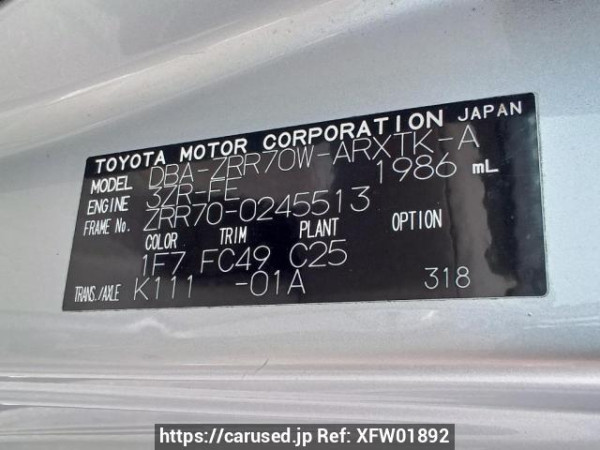 TOYOTA MOTOR CORPORATION JAPAN
MODEL DBA-ZRR70W-ARXTK-A
ENGINE 3ZR-FE 1986 mL
FRAME No. ZRR70-0245513
COLOR TRIM PLANT OPTION
1F7 FC49 C25
TRANS./AXLE K111 -01A 318
https://carused.jp Ref: XFW01892